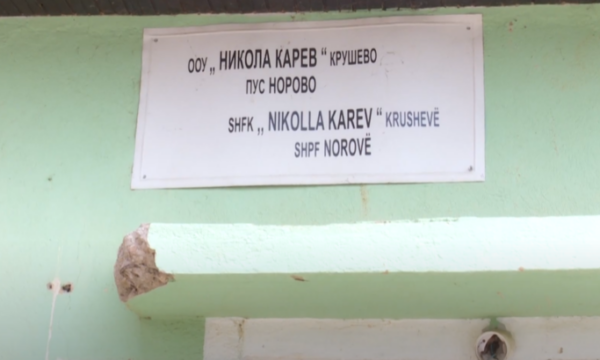 ООУ „ НИКОЛА КАРЕВ “ КРУШЕВО
ПУС НОРОВО
SHFK „ NIKOLLA KAREV “ KRUSHEVË
SHPF NOROVË